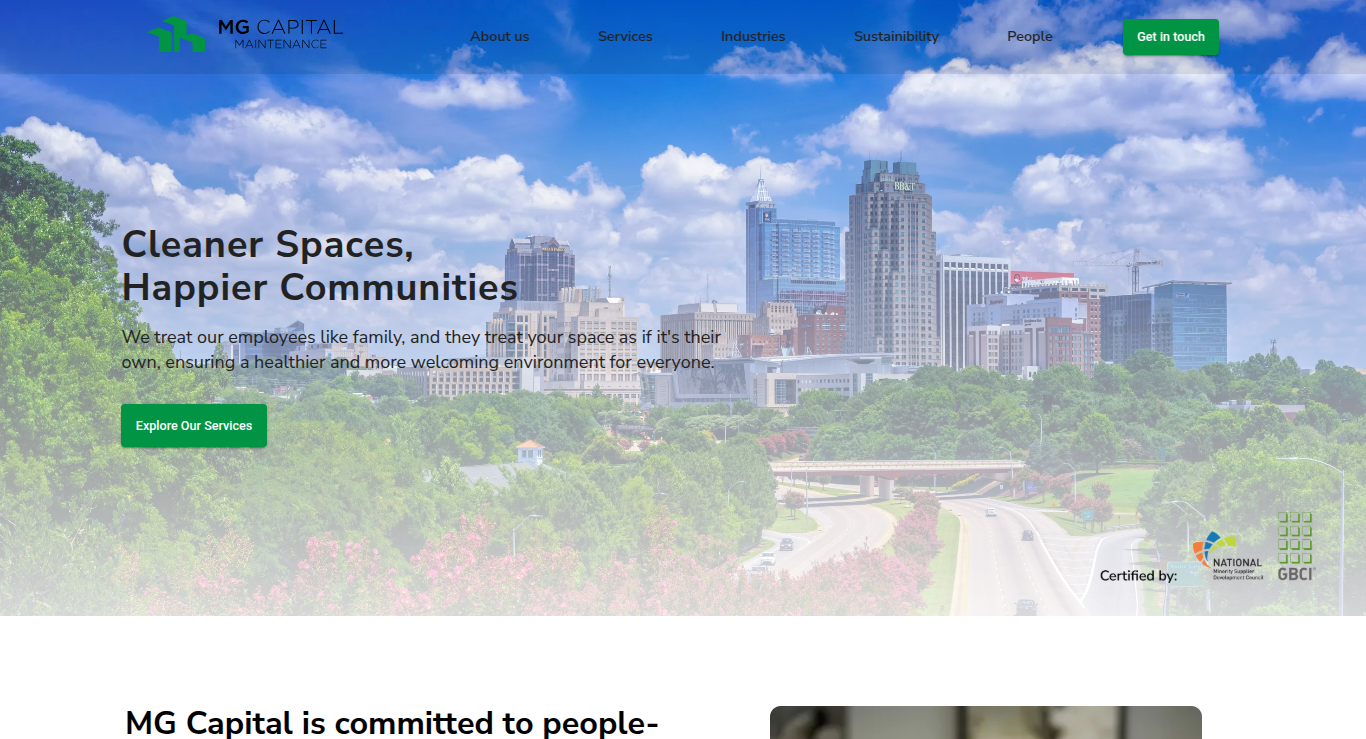 MG CAPITAL
MAINTENANCE
About us
Services
Industries
Sustainibility
People
Get in touch
BB&T
Cleaner Spaces,
Happier Communities
We treat our employees like family, and they treat your space as if it's their
own, ensuring a healthier and more welcoming environment for everyone.
Explore Our Services
Certified by:
NATIONAL
Minority Supplier
Development Council
GBCI
MG Capital is committed to people-